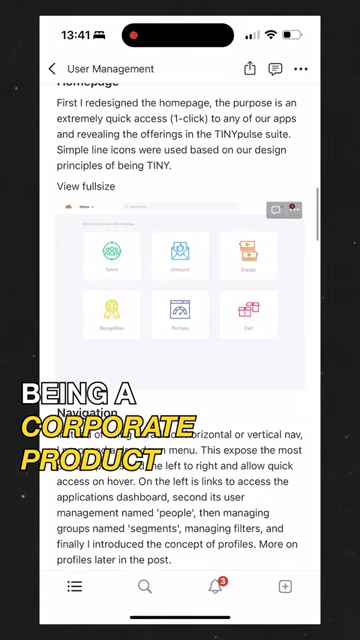 13:41
User Management
Homepage
First I redesigned the homepage, the purpose is an
extremely quick access (1-click) to any of our apps
and revealing the offerings in the TINYpulse suite.
Simple line icons were used based on our design
principles of being TINY.
View fullsize
Home
Talent
Onboard
Engage
Recognition
Perform
Exit
BEING A
CORPORATE
PRODUCT
Navigation
horizontal or vertical nav,
menu. This expose the most
the left to right and allow quick
access on hover. On the left is links to access the
applications dashboard, second its user
management named 'people', then managing
groups named 'segments', managing filters, and
finally I introduced the concept of profiles. More on
profiles later in the post.
3